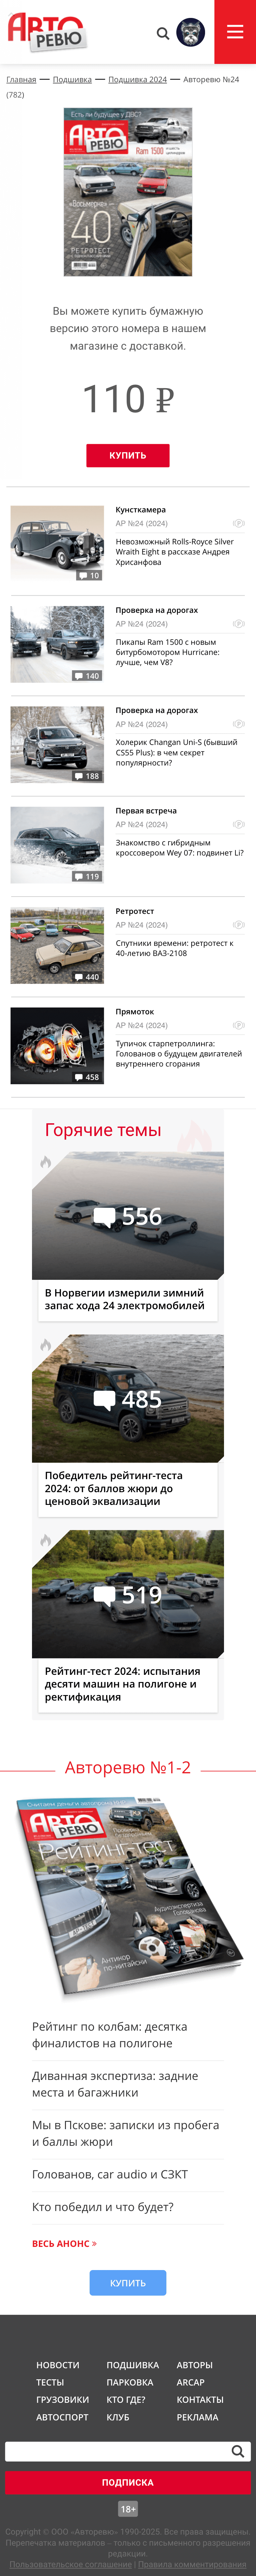 АВТО
РЕВЮ
Главная — Подшивка — Подшивка 2024 — Авторевю №24
(782)
Есть ли будущее у ДВС?
АВТО
РЕВЮ
Ram 1500
«Восьмёрке»
40
РЕТРОТЕСТ
Вы можете купить бумажную
версию этого номера в нашем
магазине с доставкой.
110 ₽
КУПИТЬ
Кунсткамера
АР №24 (2024)
Невозможный Rolls-Royce Silver
Wraith Eight в рассказе Андрея
Хрисанфова
10
Проверка на дорогах
АР №24 (2024)
Пикапы Ram 1500 с новым
битурбомотором Hurricane:
лучше, чем V8?
140
Проверка на дорогах
АР №24 (2024)
Холерик Changan Uni-S (бывший
CS55 Plus): в чем секрет
популярности?
188
Первая встреча
АР №24 (2024)
Знакомство с гибридным
кроссовером Wey 07: подвинет Li?
119
Ретротест
АР №24 (2024)
Спутники времени: ретротест к
40-летию ВАЗ-2108
440
Прямоток
АР №24 (2024)
Тупичок старпетроллинга:
Голованов о будущем двигателей
внутреннего сгорания
458
Горячие темы
556
В Норвегии измерили зимний
запас хода 24 электромобилей
485
Победитель рейтинг-теста
2024: от баллов жюри до
ценовой эквализации
519
Рейтинг-тест 2024: испытания
десяти машин на полигоне и
ректификация
Авторевю №1-2
АВТО
РЕВЮ
Рейтинг-тест
Аудиоэкспертиза
Голованова
Антикор
по-китайски
Рейтинг по колбам: десятка
финалистов на полигоне
Диванная экспертиза: задние
места и багажники
Мы в Пскове: записки из пробега
и баллы жюри
Голованов, car audio и СЗКТ
Кто победил и что будет?
ВЕСЬ АНОНС »
КУПИТЬ
НОВОСТИ ПОДШИВКА АВТОРЫ
ТЕСТЫ ПАРКОВКА ARCAP
ГРУЗОВИКИ КТО ГДЕ? КОНТАКТЫ
АВТОСПОРТ КЛУБ РЕКЛАМА
ПОДПИСКА
18+
Copyright © ООО «Авторевю» 1990-2025. Все права защищены.
Перепечатка материалов – только с письменного разрешения
редакции.
Пользовательское соглашение | Правила комментирования